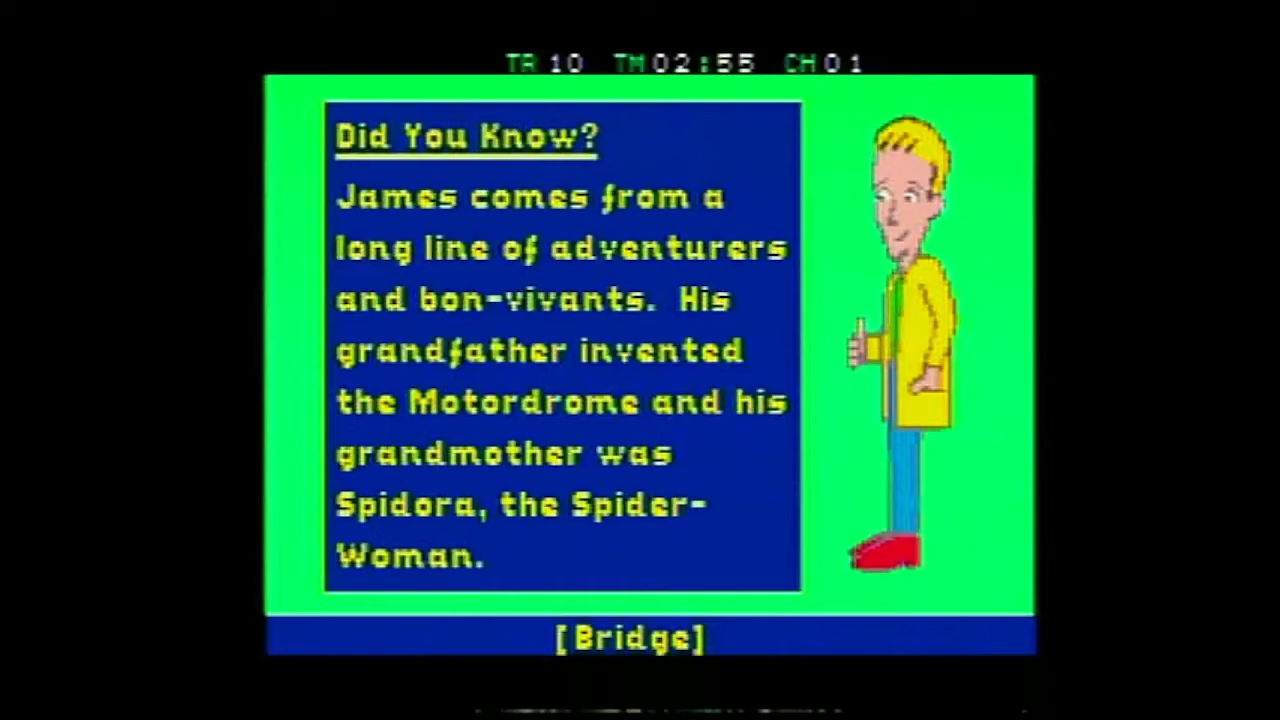 TR 10 TM 02:55 CH 01
Did You Know?
James comes from a
long line of adventurers
and bon-vivants. His
grandfather invented
the Motordrome and his
grandmother was
Spidora, the Spider-
Woman.
[Bridge]